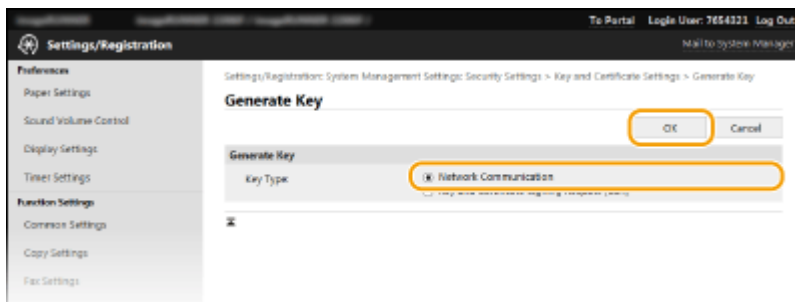 To Portal Login User: 7654321 Log Out
Settings/Registration
Mail to System Manager
Preferences
Paper Settings
Sound Volume Control
Display Settings
Timer Settings
Function Settings
Common Settings
Copy Settings
Fax Settings
Settings/Registration: System Management Settings: Security Settings > Key and Certificate Settings > Generate Key
Generate Key
OK Cancel
Generate Key
Key Type:
Network Communication